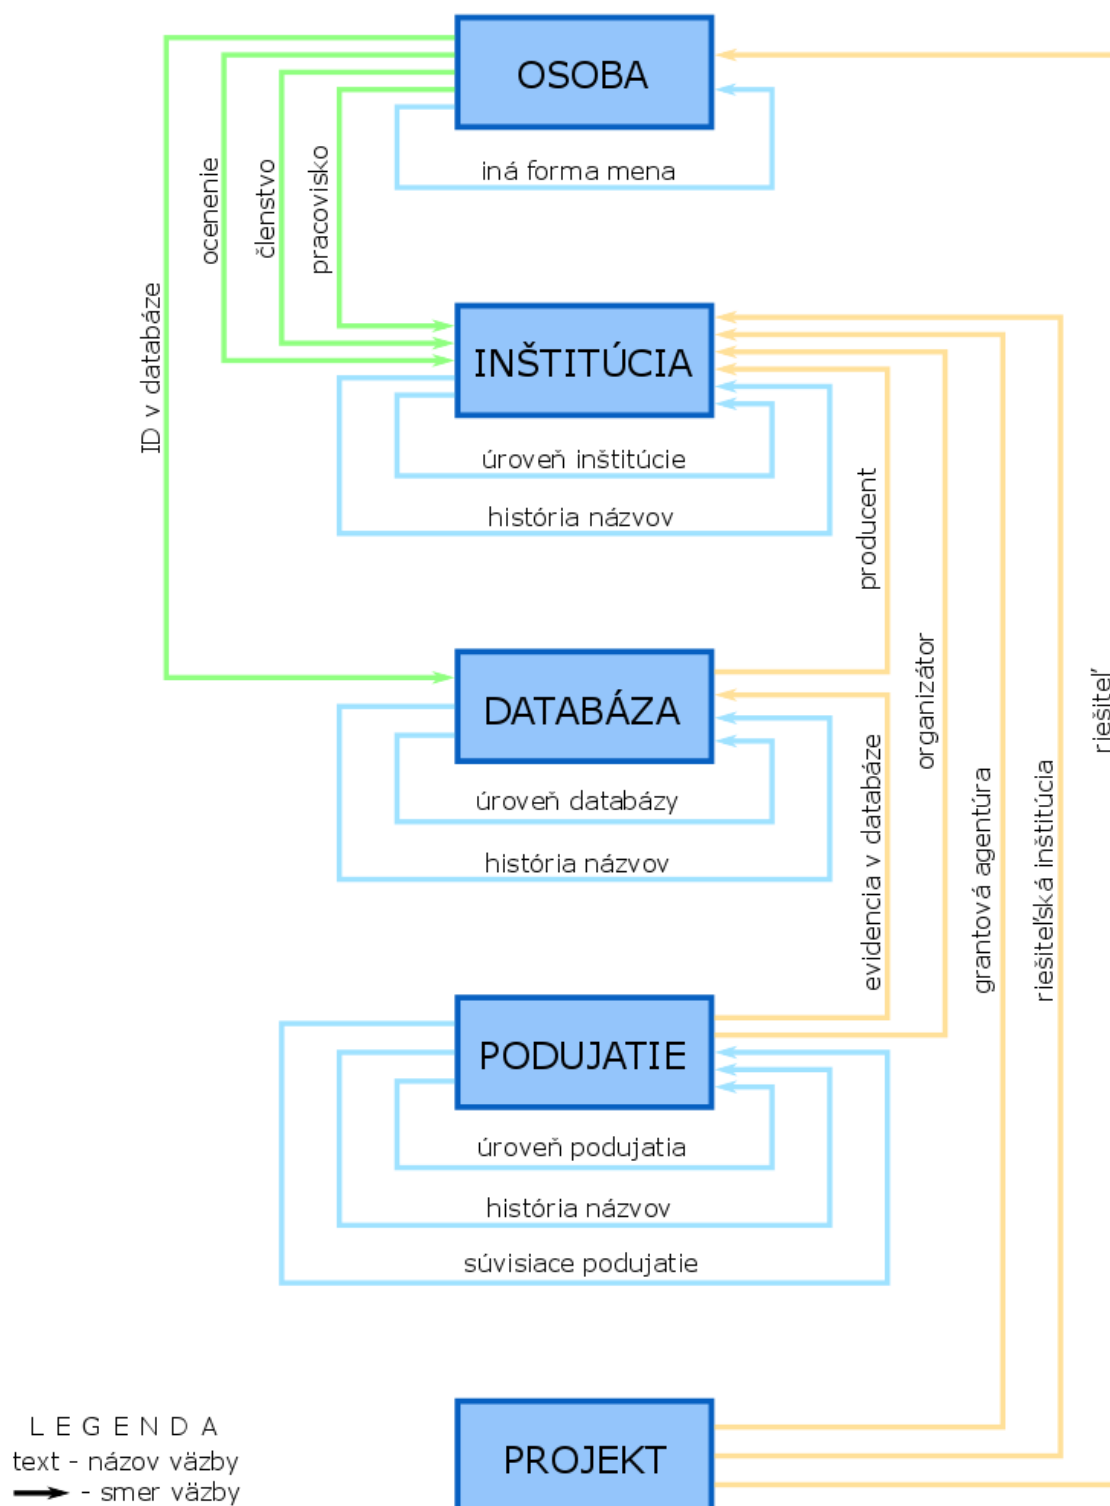 OSOBA
iná forma mena
ocenenie
členstvo
pracovisko
ID v databáze
INŠTITÚCIA
úroveň inštitúcie
história názvov
producent
organizátor
riešiteľ
DATABÁZA
úroveň databázy
história názvov
evidencia v databáze
grantová agentúra
riešiteľská inštitúcia
PODUJATIE
úroveň podujatia
história názvov
súvisiace podujatie
PROJEKT
LEGENDA
text - názov väzby
- smer väzby